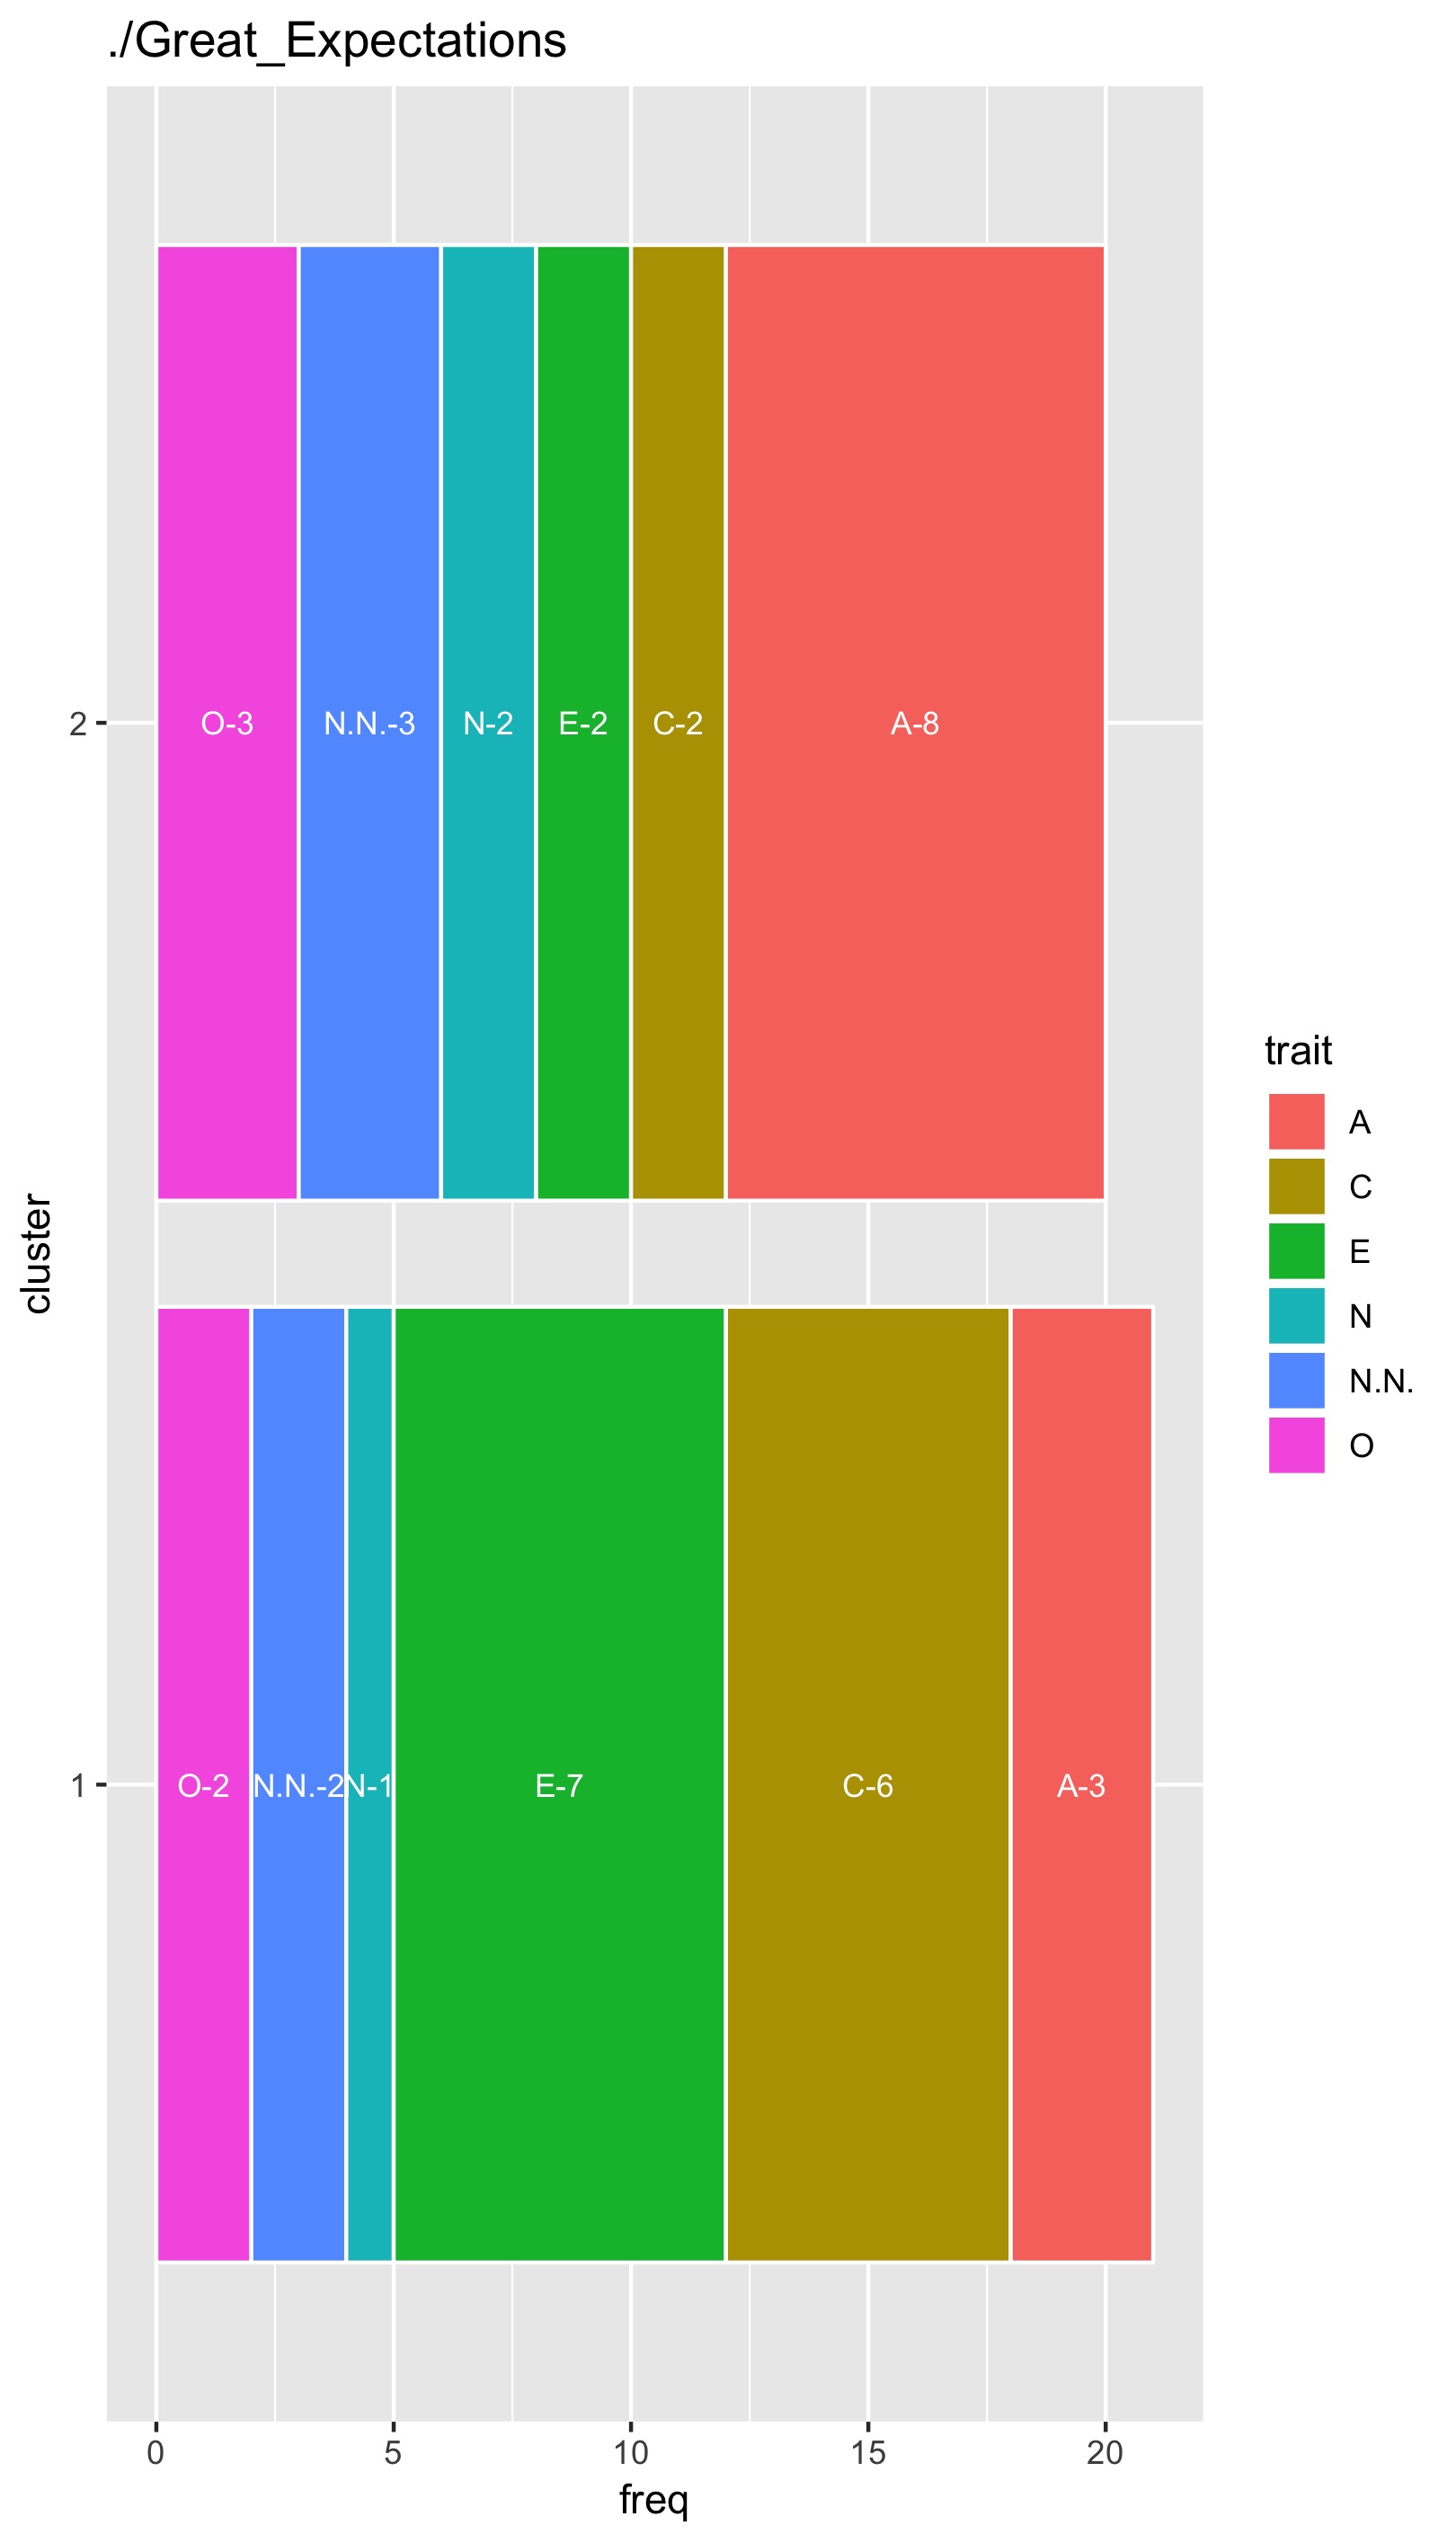 ./Great_Expectations
2
O-3 N.N.-3 N-2 E-2 C-2 A-8
cluster
trait
A
C
E
N
N.N.
O
1
O-2 N.N.-2 N-1 E-7 C-6 A-3
0 5 10 15 20
freq